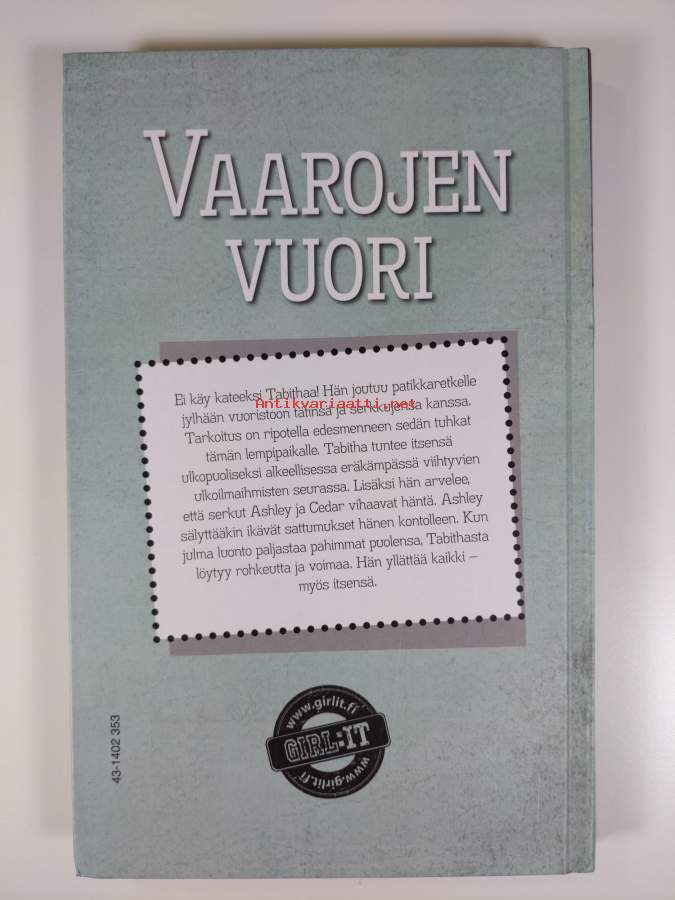 VAAROJEN
VUORI
Ei käy kateeksi Tabithaa! Hän joutuu patikkaretkelle
Antikvariaatti.net
jylhään vuoristoon tätinsä ja serkkujensa kanssa.
Tarkoitus on ripotella edesmenneen sedän tuhkat
tämän lempipaikalle. Tabitha tuntee itsensä
ulkopuoliseksi alkeellisessa eräkämpässä viihtyvien
ulkoilmaihmisten seurassa. Lisäksi hän arvelee,
että serkut Ashley ja Cedar vihaavat häntä. Ashley
sälyttääkin ikävät sattumukset hänen kontolleen. Kun
julma luonto paljastaa pahimmat puolensa, Tabithasta
löytyy rohkeutta ja voimaa. Hän yllättää kaikki –
myös itsensä.
www.girlit.fi
GIRL:IT
www.girlit.fi
43-1402 353